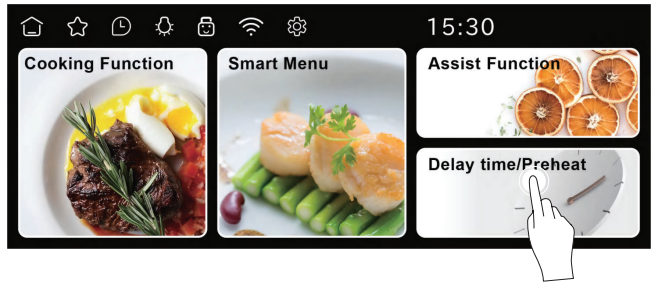 15:30
Cooking Function
Smart Menu
Assist Function
Delay time/Preheat